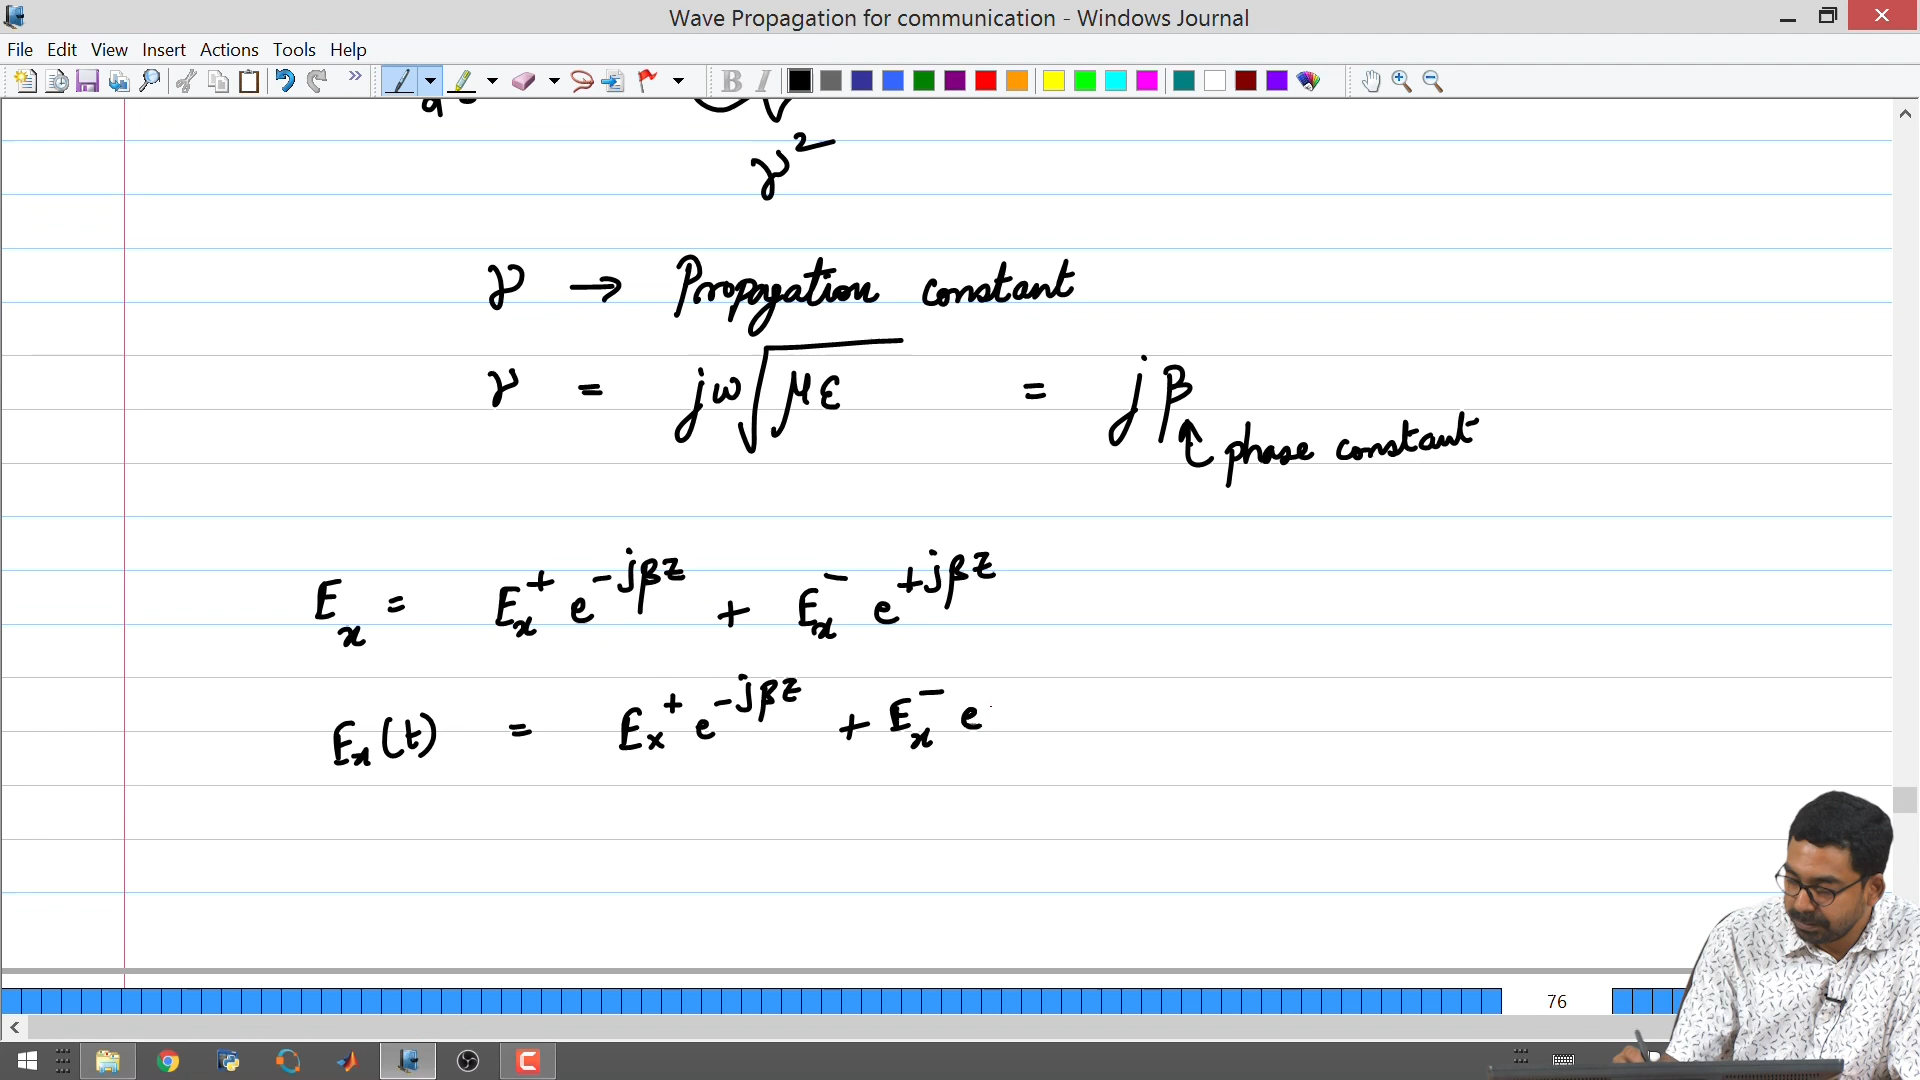 Wave Propagation for communication - Windows Journal
File Edit View Insert Actions Tools Help
B I
γ²
γ → Propagation constant
γ = jω√με = jβ
phase constant
Eₓ = Eₓ⁺ e^-jβz + Eₓ⁻ e^+jβz
Eₓ(t) = Eₓ⁺ e^-jβz + Eₓ⁻ e
76